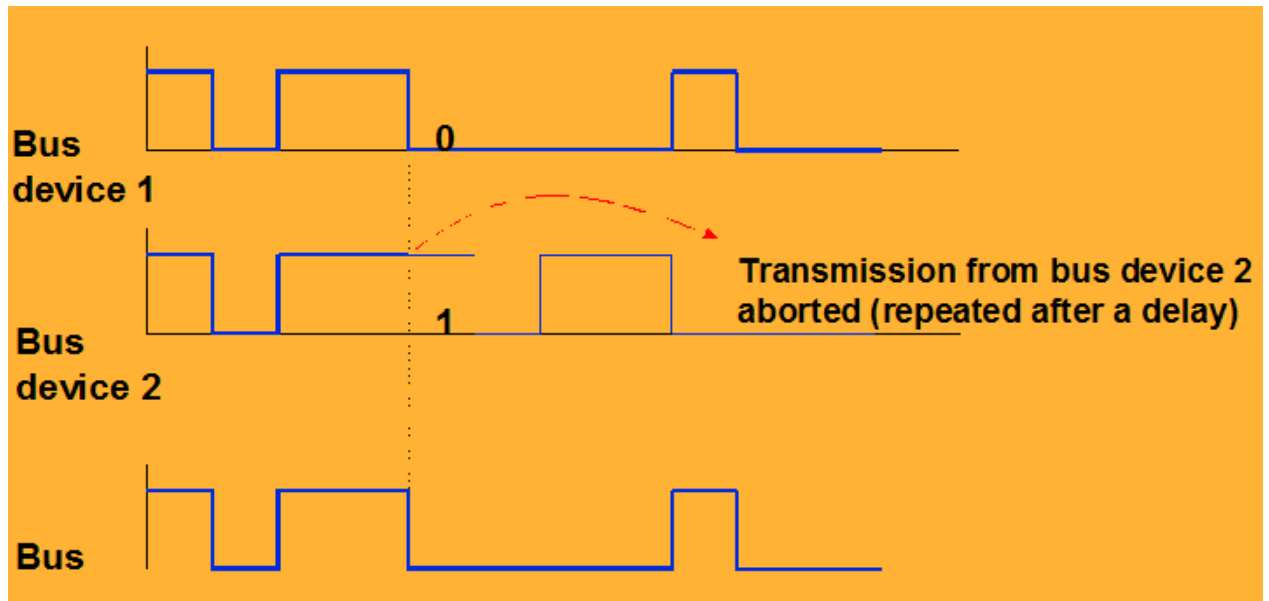 0
Bus
device 1
Transmission from bus device 2
aborted (repeated after a delay)
1
Bus
device 2
Bus